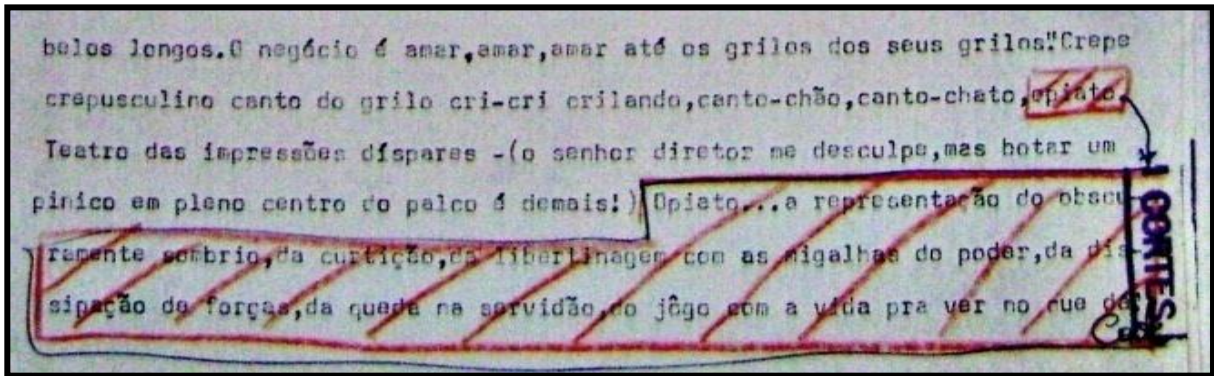 belos longos.O negócio é amar,amar,amar até os grilos dos seus grilos"Crepe
crepusculino canto do grilo cri-cri crilando,canto-chão,canto-chato,opiato.
Teatro das impressões díspares -(o senhor diretor me desculpe,mas botar um
pinico em pleno centro do palco é demais!)Opiato...a representação do obscu-
ramente sombrio,da curtição,da libertinagem com as migalhas do poder,da dis-
sipação de forças,da queda na servidão,do jôgo com a vida pra ver no que dá
CORTES